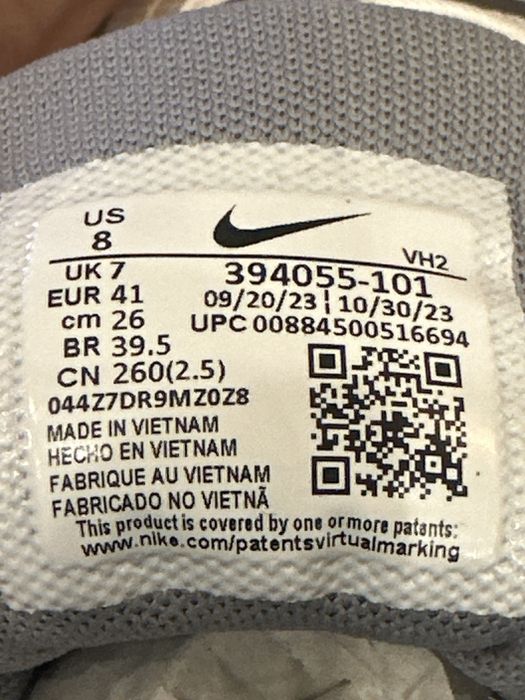 US
8
VH2
UK 7
394055-101
EUR 41
09/20/23 | 10/30/23
cm 26
UPC 00884500516694
BR 39.5
CN 260(2.5)
044Z7DR9MZ0Z8
MADE IN VIETNAM
HECHO EN VIETNAM
FABRIQUE AU VIETNAM
FABRICADO NO VIETNÃ
This product is covered by one or more patents:
www.nike.com/patentsvirtualmarking